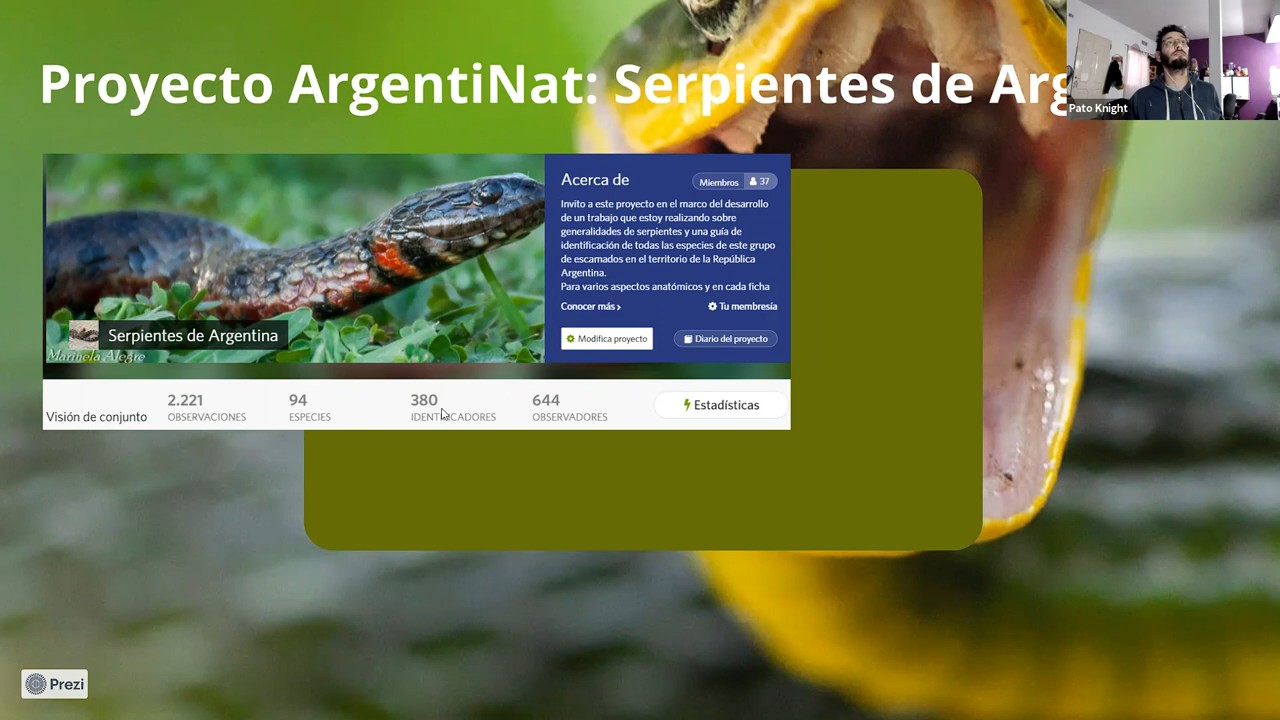 Proyecto ArgentiNat: Serpientes de Arg
Pato Knight
Acerca de
Miembros 37
Invito a este proyecto en el marco del desarrollo
de un trabajo que estoy realizando sobre
generalidades de serpientes y una guía de
identificación de todas las especies de este grupo
de escamados en el territorio de la República
Argentina.
Para varios aspectos anatómicos y en cada ficha
Conocer más ›
Tu membresía
Modifica proyecto
Diario del proyecto
Serpientes de Argentina
Marinela Alegre
Visión de conjunto
2.221
OBSERVACIONES
94
ESPECIES
380
IDENTIFICADORES
644
OBSERVADORES
Estadísticas
Prezi